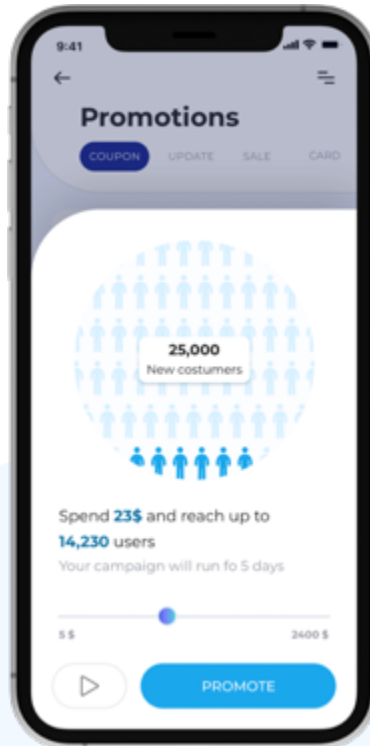 9:41
Promotions
COUPON UPDATE SALE CARD
25,000
New costumers
Spend 23$ and reach up to
14,230 users
Your campaign will run fo 5 days
5 $ 2400 $
PROMOTE